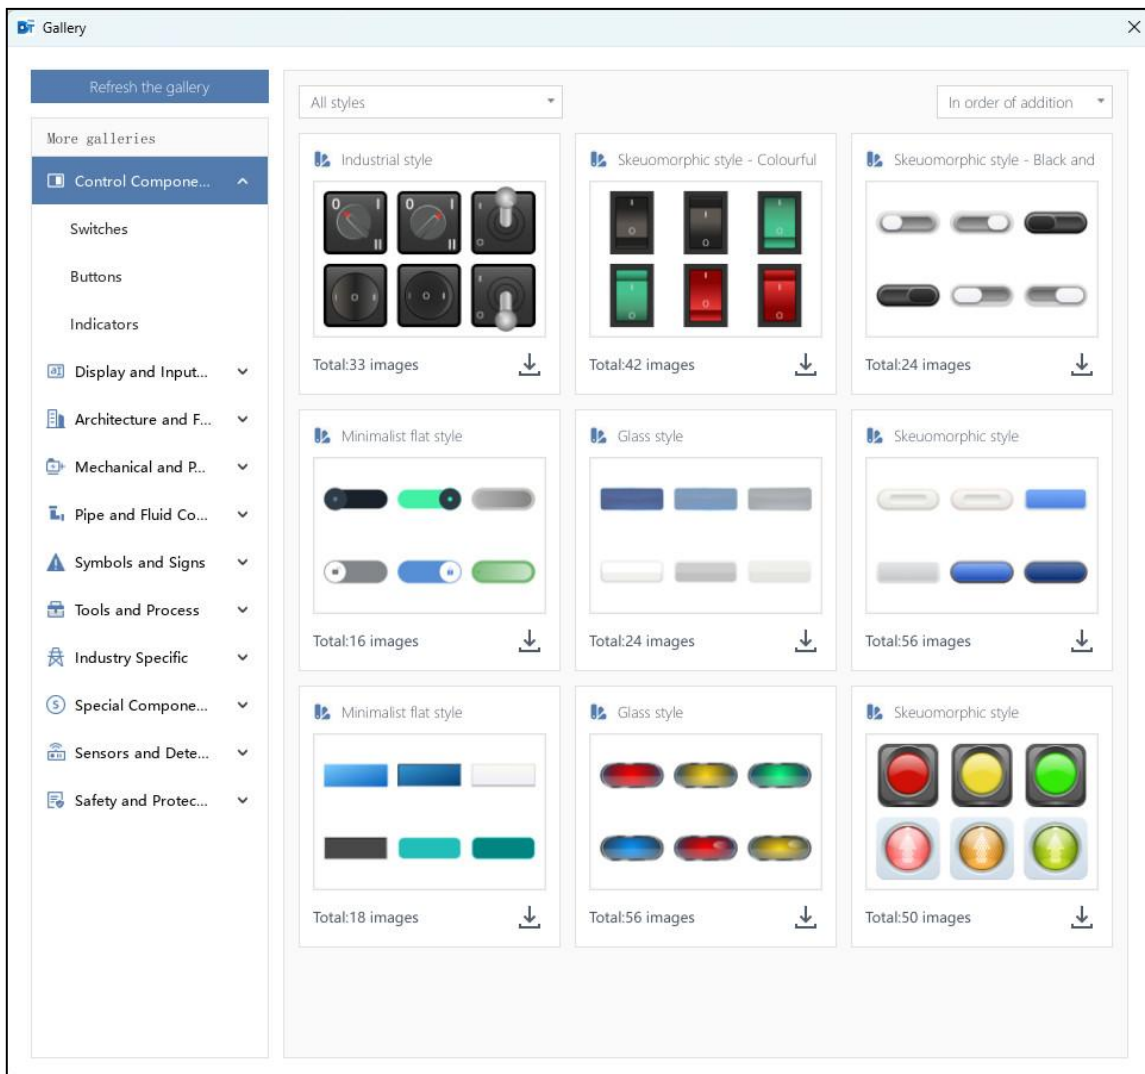 Gallery
Refresh the gallery
More galleries
Control Compone...
Switches
Buttons
Indicators
Display and Input...
Architecture and F...
Mechanical and P...
Pipe and Fluid Co...
Symbols and Signs
Tools and Process
Industry Specific
Special Compone...
Sensors and Dete...
Safety and Protec...
All styles
In order of addition
Industrial style
Total:33 images
Skeuomorphic style - Colourful
Total:42 images
Skeuomorphic style - Black and
Total:24 images
Minimalist flat style
Total:16 images
Glass style
Total:24 images
Skeuomorphic style
Total:56 images
Minimalist flat style
Total:18 images
Glass style
Total:56 images
Skeuomorphic style
Total:50 images